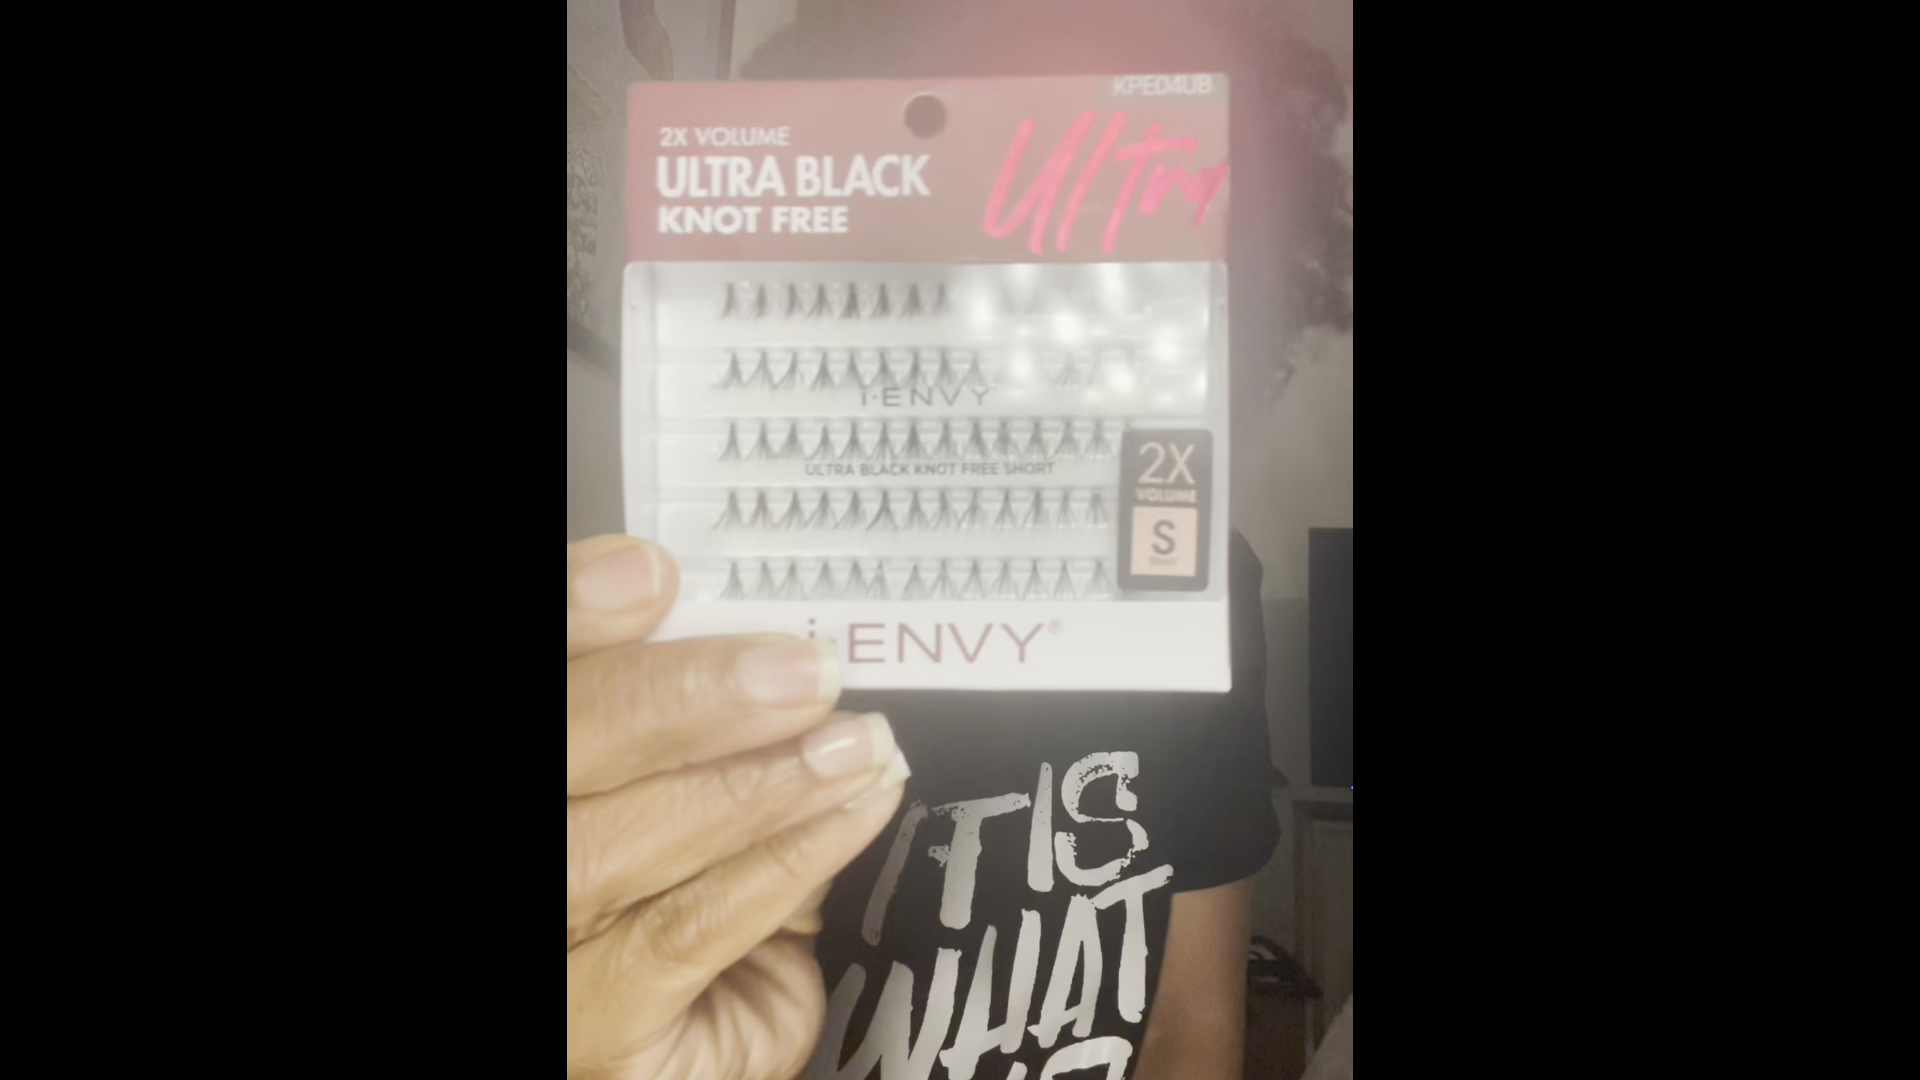 KPED4UB
2X VOLUME
ULTRA BLACK
KNOT FREE
Ultra
i·ENVY
ULTRA BLACK KNOT FREE SHORT
2X
VOLUME
S
Short
i·ENVY®
IT IS
WHAT